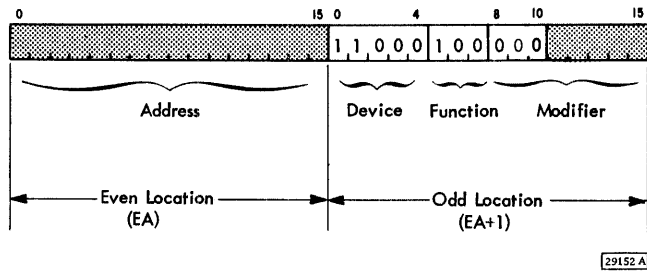 0 15 0 4 8 10 15
1 1 0 0 0 1 0 0 0 0 0
Address Device Function Modifier
Even Location Odd Location
(EA) (EA+1)
29152 A